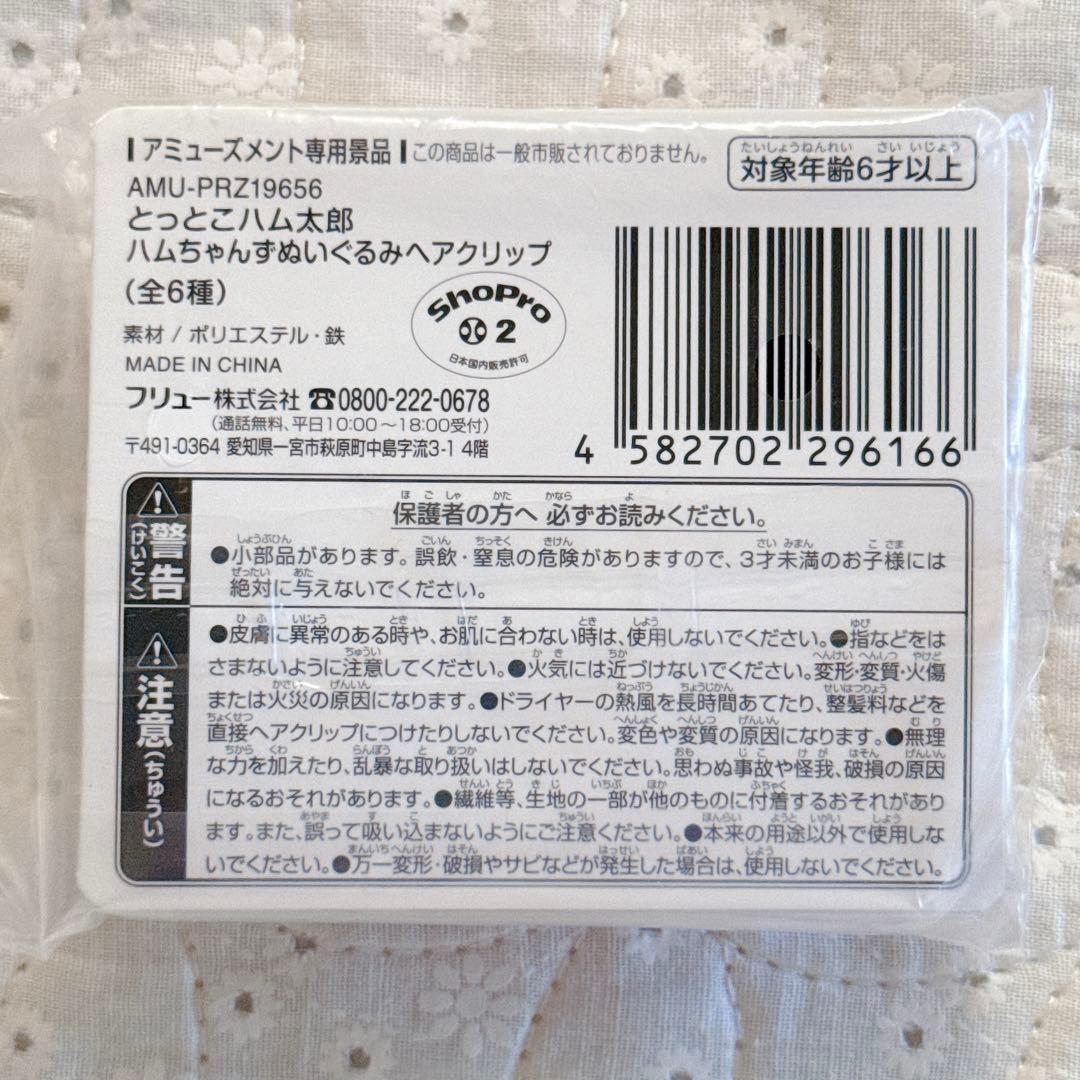 アミューズメント専用景品 この商品は一般市販されておりません。
たいしょうねんれい さい いじょう
対象年齢6才以上
AMU-PRZ19656
とっとこハム太郎
ハムちゃんずぬいぐるみヘアクリップ
(全6種)
ShoPro
2
日本国内販売許可
素材 / ポリエステル・鉄
MADE IN CHINA
フリュー株式会社 ☎0800-222-0678
(通話無料、平日10:00～18:00受付)
〒491-0364 愛知県一宮市萩原町中島字流3-1 4階
4 582702 296166
警告
(けいこく)
ほごしゃ かた かなら よ
保護者の方へ 必ずお読みください。
しょうぶひん ごいん ちっそく きけん さい みまん こ さま
●小部品があります。誤飲・窒息の危険がありますので、3才未満のお子様には
ぜったい あた
絶対に与えないでください。
注意(ちゅうい)
ひふ いじょう とき はだ あ とき しよう ゆび
●皮膚に異常のある時や、お肌に合わない時は、使用しないでください。●指などをは
ちゅうい かき ちか へんけい へんしつ やけど
さまないように注意してください。●火気には近づけないでください。変形・変質・火傷
かさい げんいん ねっぷう ちょうじかん せいはつりょう
または火災の原因になります。●ドライヤーの熱風を長時間あてたり、整髪料などを
ちょくせつ へんしょく へんしつ げんいん むり
直接ヘアクリップにつけたりしないでください。変色や変質の原因になります。●無理
ちから くわ らんぼう と あつか おも じこ けが はそん げんいん
な力を加えたり、乱暴な取り扱いはしないでください。思わぬ事故や怪我、破損の原因
せんいとう きじ いちぶ ほか ふちゃく
になるおそれがあります。●繊維等、生地の一部が他のものに付着するおそれがあり
あやま す こ ちゅうい ほんらい ようと いがい しよう
ます。また、誤って吸い込まないようにご注意ください。●本来の用途以外で使用しな
まんいち へんけい はそん はっせい ばあい しよう
いでください。●万一変形・破損やサビなどが発生した場合は、使用しないでください。